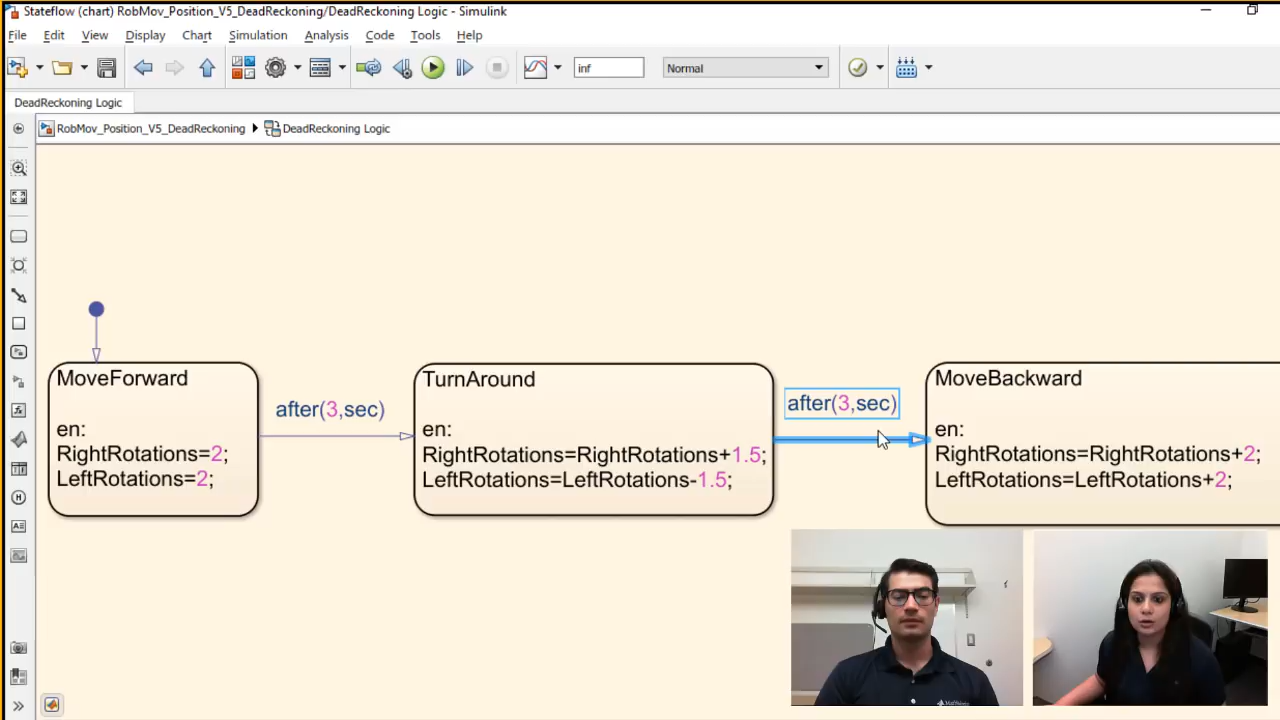 Stateflow (chart) RobMov_Position_V5_DeadReckoning/DeadReckoning Logic - Simulink
File Edit View Display Chart Simulation Analysis Code Tools Help
inf Normal
DeadReckoning Logic
RobMov_Position_V5_DeadReckoning DeadReckoning Logic
MoveForward
en:
RightRotations=2;
LeftRotations=2;
after(3,sec)
TurnAround
en:
RightRotations=RightRotations+1.5;
LeftRotations=LeftRotations-1.5;
after(3,sec)
MoveBackward
en:
RightRotations=RightRotations+2;
LeftRotations=LeftRotations+2;